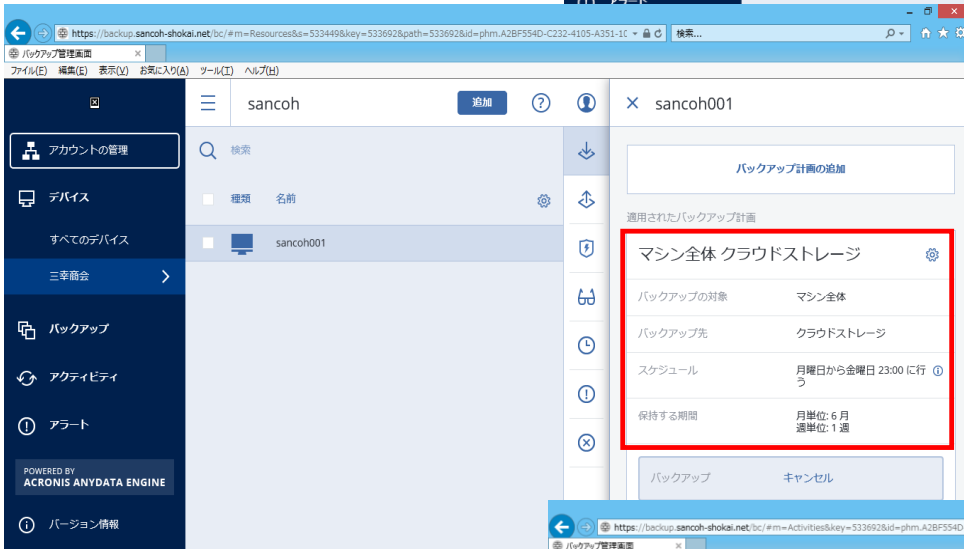 アラート
https://backup.sancoh-shokai.net/bc/#m=Resources&s=533449&key=533692&path=533692&id=phm.A2BF554D-C232-4105-A351-1C
検索...
バックアップ管理画面
ファイル(F) 編集(E) 表示(V) お気に入り(A) ツール(T) ヘルプ(H)
sancoh
追加
sancoh001
アカウントの管理
検索
バックアップ計画の追加
デバイス
種類 名前
適用されたバックアップ計画
すべてのデバイス
sancoh001
マシン全体 クラウドストレージ
三幸商会
バックアップの対象 マシン全体
バックアップ
バックアップ先 クラウドストレージ
スケジュール 月曜日から金曜日 23:00 に行
う
アクティビティ
保持する期間 月単位: 6 月
週単位: 1 週
アラート
POWERED BY
ACRONIS ANYDATA ENGINE
バックアップ キャンセル
バージョン情報
https://backup.sancoh-shokai.net/bc/#m=Activities&key=533692&id=phm.A2BF554D
バックアップ管理画面